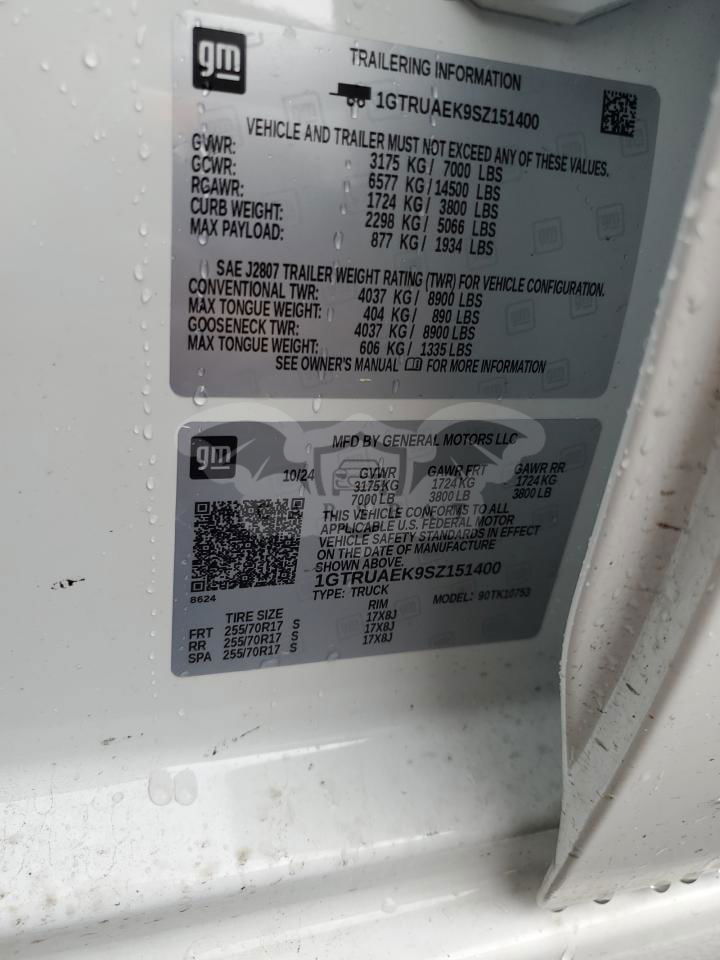 gm
TRAILERING INFORMATION
1GTRUAEK9SZ151400
VEHICLE AND TRAILER MUST NOT EXCEED ANY OF THESE VALUES.
GVWR: 3175 KG / 7000 LBS
GCWR: 6577 KG / 14500 LBS
RGAWR: 1724 KG / 3800 LBS
CURB WEIGHT: 2298 KG / 5066 LBS
MAX PAYLOAD: 877 KG / 1934 LBS
SAE J2807 TRAILER WEIGHT RATING (TWR) FOR VEHICLE CONFIGURATION.
CONVENTIONAL TWR: 4037 KG / 8900 LBS
MAX TONGUE WEIGHT: 404 KG / 890 LBS
GOOSENECK TWR: 4037 KG / 8900 LBS
MAX TONGUE WEIGHT: 606 KG / 1335 LBS
SEE OWNER'S MANUAL FOR MORE INFORMATION
gm
MFD BY GENERAL MOTORS LLC
10/24 GVWR GAWR FRT GAWR RR
3175 KG 1724 KG 1724 KG
7000 LB 3800 LB 3800 LB
THIS VEHICLE CONFORMS TO ALL
APPLICABLE U.S. FEDERAL MOTOR
VEHICLE SAFETY STANDARDS IN EFFECT
ON THE DATE OF MANUFACTURE
SHOWN ABOVE.
1GTRUAEK9SZ151400
TYPE: TRUCK MODEL: 90TK10753
8624
TIRE SIZE RIM
FRT 255/70R17 S 17X8J
RR 255/70R17 S 17X8J
SPA 255/70R17 S 17X8J